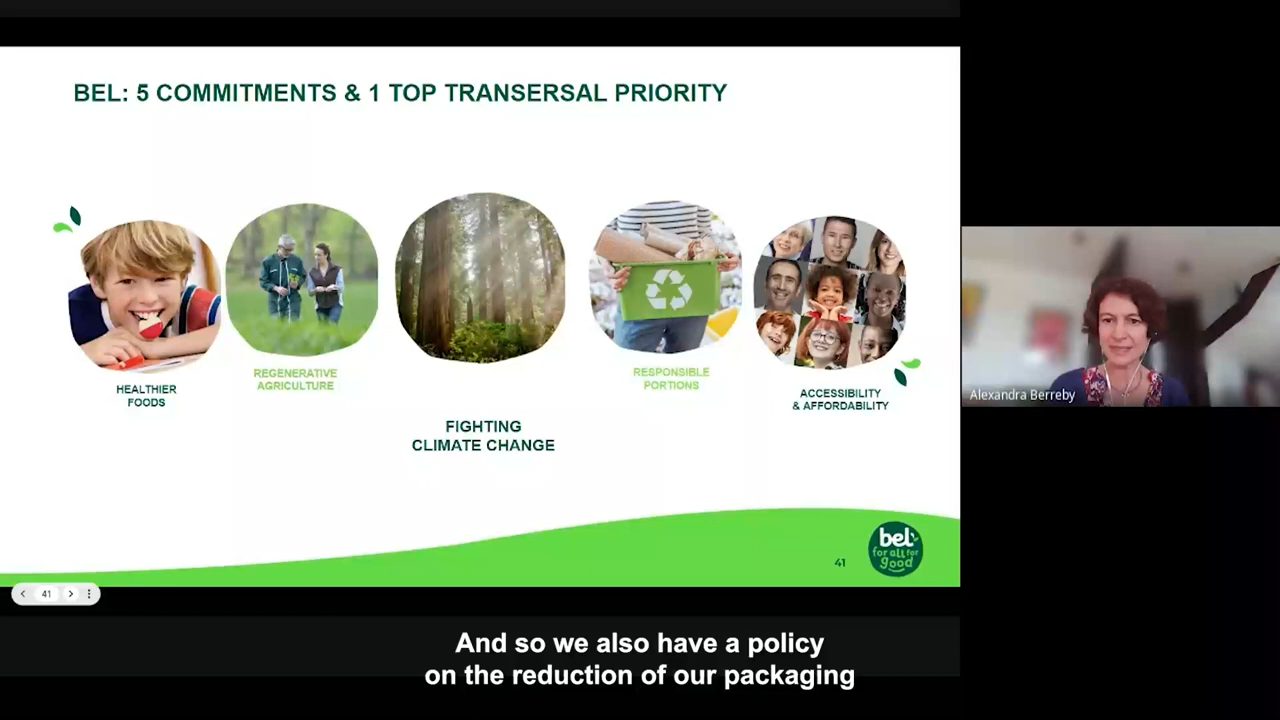 BEL: 5 COMMITMENTS & 1 TOP TRANSERSAL PRIORITY
HEALTHIER
FOODS
REGENERATIVE
AGRICULTURE
FIGHTING
CLIMATE CHANGE
RESPONSIBLE
PORTIONS
ACCESSIBILITY
& AFFORDABILITY
Alexandra Berreby
41
bel
for all for
good
41
And so we also have a policy
on the reduction of our packaging